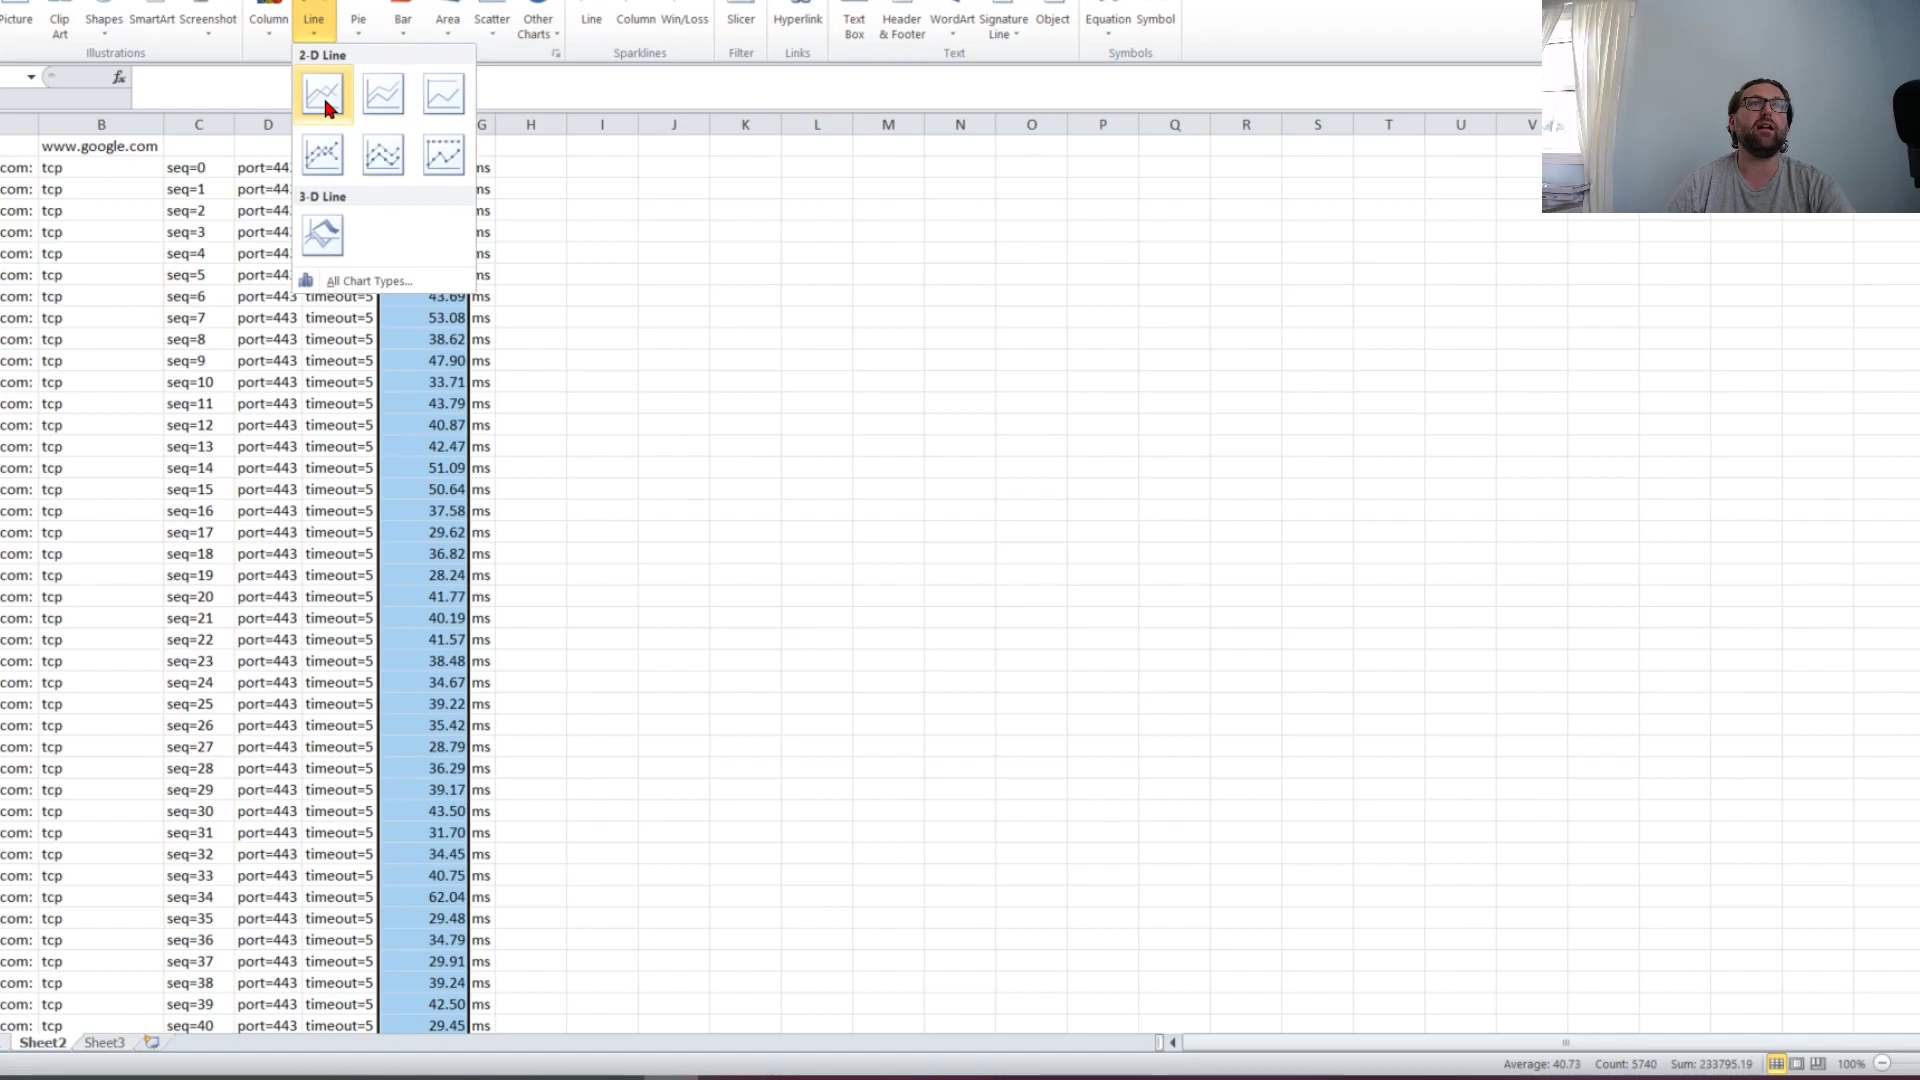 Picture Clip Art Shapes SmartArt Screenshot Column Line Pie Bar Area Scatter Other Charts Line Column Win/Loss Slicer Hyperlink Text Box Header & Footer WordArt Signature Line Object Equation Symbol
Illustrations Sparklines Filter Links Text Symbols
2-D Line
fx
B C D G H I J K L M N O P Q R S T U V
www.google.com
com: tcp seq=0 port=44 ms
com: tcp seq=1 port=44 ms
3-D Line
com: tcp seq=2 port=44 ms
com: tcp seq=3 port=44 ms
com: tcp seq=4 port=44 ms
com: tcp seq=5 port=44 ms
All Chart Types...
com: tcp seq=6 port=443 timeout=5 43.69 ms
com: tcp seq=7 port=443 timeout=5 53.08 ms
com: tcp seq=8 port=443 timeout=5 38.62 ms
com: tcp seq=9 port=443 timeout=5 47.90 ms
com: tcp seq=10 port=443 timeout=5 33.71 ms
com: tcp seq=11 port=443 timeout=5 43.79 ms
com: tcp seq=12 port=443 timeout=5 40.87 ms
com: tcp seq=13 port=443 timeout=5 42.47 ms
com: tcp seq=14 port=443 timeout=5 51.09 ms
com: tcp seq=15 port=443 timeout=5 50.64 ms
com: tcp seq=16 port=443 timeout=5 37.58 ms
com: tcp seq=17 port=443 timeout=5 29.62 ms
com: tcp seq=18 port=443 timeout=5 36.82 ms
com: tcp seq=19 port=443 timeout=5 28.24 ms
com: tcp seq=20 port=443 timeout=5 41.77 ms
com: tcp seq=21 port=443 timeout=5 40.19 ms
com: tcp seq=22 port=443 timeout=5 41.57 ms
com: tcp seq=23 port=443 timeout=5 38.48 ms
com: tcp seq=24 port=443 timeout=5 34.67 ms
com: tcp seq=25 port=443 timeout=5 39.22 ms
com: tcp seq=26 port=443 timeout=5 35.42 ms
com: tcp seq=27 port=443 timeout=5 28.79 ms
com: tcp seq=28 port=443 timeout=5 36.29 ms
com: tcp seq=29 port=443 timeout=5 39.17 ms
com: tcp seq=30 port=443 timeout=5 43.50 ms
com: tcp seq=31 port=443 timeout=5 31.70 ms
com: tcp seq=32 port=443 timeout=5 34.45 ms
com: tcp seq=33 port=443 timeout=5 40.75 ms
com: tcp seq=34 port=443 timeout=5 62.04 ms
com: tcp seq=35 port=443 timeout=5 29.48 ms
com: tcp seq=36 port=443 timeout=5 34.79 ms
com: tcp seq=37 port=443 timeout=5 29.91 ms
com: tcp seq=38 port=443 timeout=5 39.24 ms
com: tcp seq=39 port=443 timeout=5 42.50 ms
com: tcp seq=40 port=443 timeout=5 29.45 ms
Sheet2 Sheet3
Average: 40.73 Count: 5740 Sum: 233795.19 100%